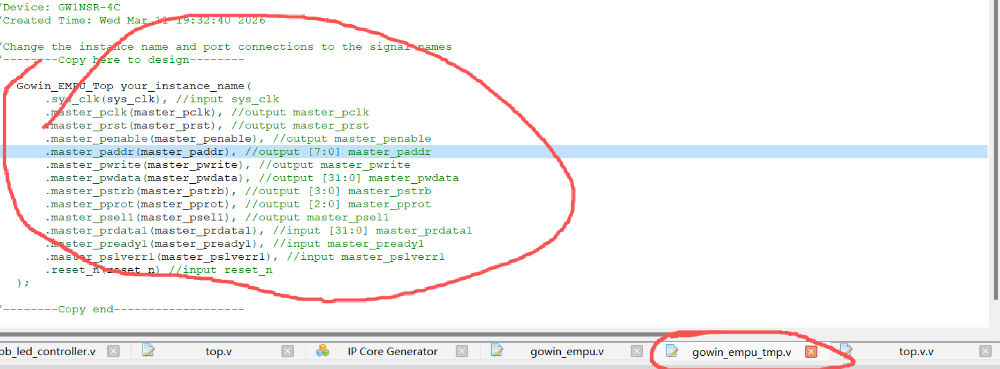 /Device: GW1NSR-4C
/Created Time: Wed Mar 11 19:32:40 2026
/Change the instance name and port connections to the signal names
/--------Copy here to design--------
Gowin_EMPU_Top your_instance_name(
.sys_clk(sys_clk), //input sys_clk
.master_pclk(master_pclk), //output master_pclk
.master_prst(master_prst), //output master_prst
.master_penable(master_penable), //output master_penable
.master_paddr(master_paddr), //output [7:0] master_paddr
.master_pwrite(master_pwrite), //output master_pwrite
.master_pwdata(master_pwdata), //output [31:0] master_pwdata
.master_pstrb(master_pstrb), //output [3:0] master_pstrb
.master_pprot(master_pprot), //output [2:0] master_pprot
.master_psel1(master_psel1), //output master_psel1
.master_prdata1(master_prdata1), //input [31:0] master_prdata1
.master_pready1(master_pready1), //input master_pready1
.master_pslverr1(master_pslverr1), //input master_pslverr1
.reset_n(reset_n) //input reset_n
);
/--------Copy end-------------------
pb_led_controller.v top.v IP Core Generator gowin_empu.v gowin_empu_tmp.v top.v.v